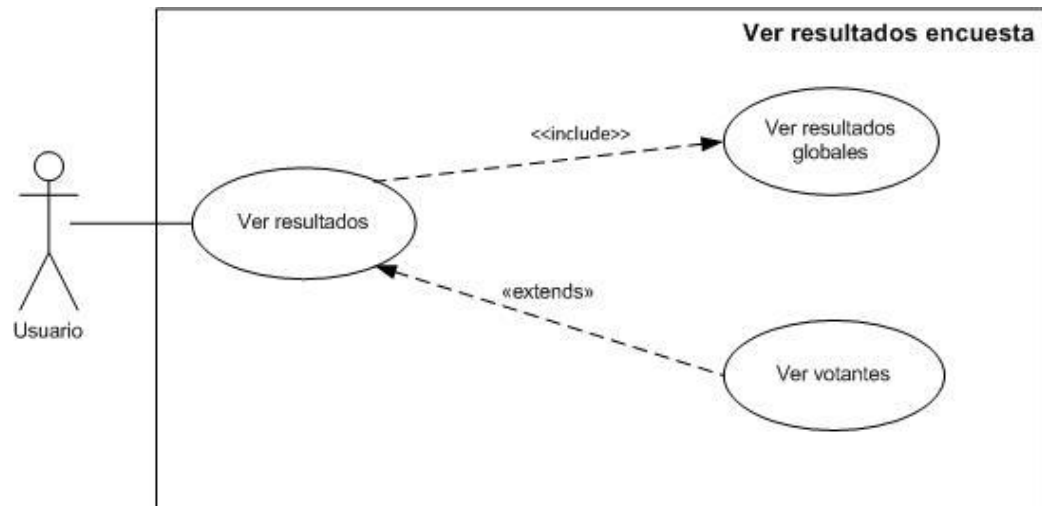 Ver resultados encuesta
<<include>>
Ver resultados
globales
Ver resultados
«extends»
Usuario
Ver votantes